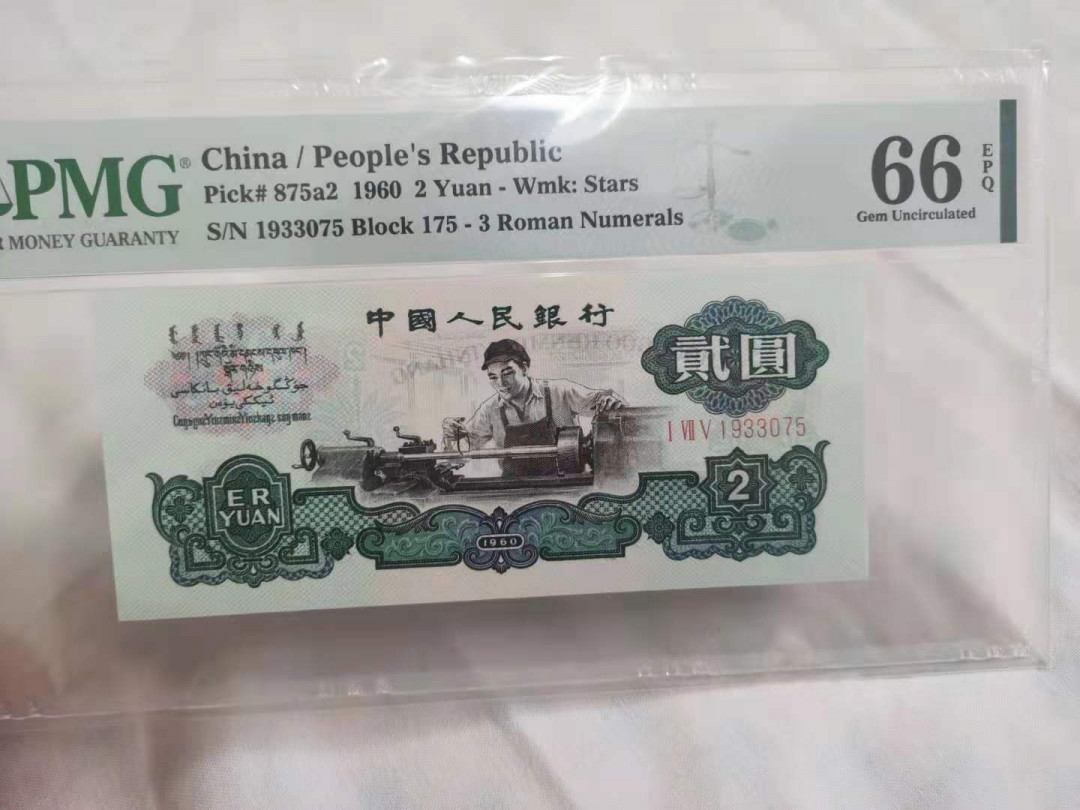 PMG®
MONEY GUARANTY
China / People's Republic
Pick# 875a2 1960 2 Yuan - Wmk: Stars
S/N 1933075 Block 175 - 3 Roman Numerals
66
EPQ
Gem Uncirculated
中國人民銀行
貳圓
I VII V 1933075
ER
YUAN
1960
2